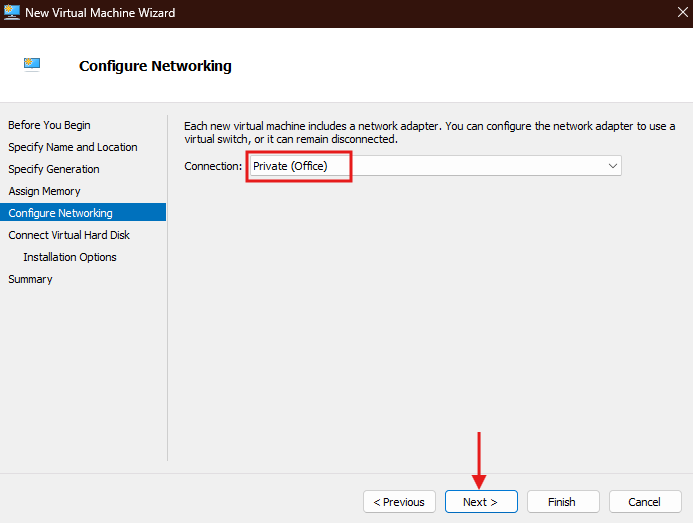 New Virtual Machine Wizard
Configure Networking
Before You Begin
Specify Name and Location
Specify Generation
Assign Memory
Configure Networking
Connect Virtual Hard Disk
Installation Options
Summary
Each new virtual machine includes a network adapter. You can configure the network adapter to use a
virtual switch, or it can remain disconnected.
Connection: Private (Office)
< Previous
Next >
Finish
Cancel